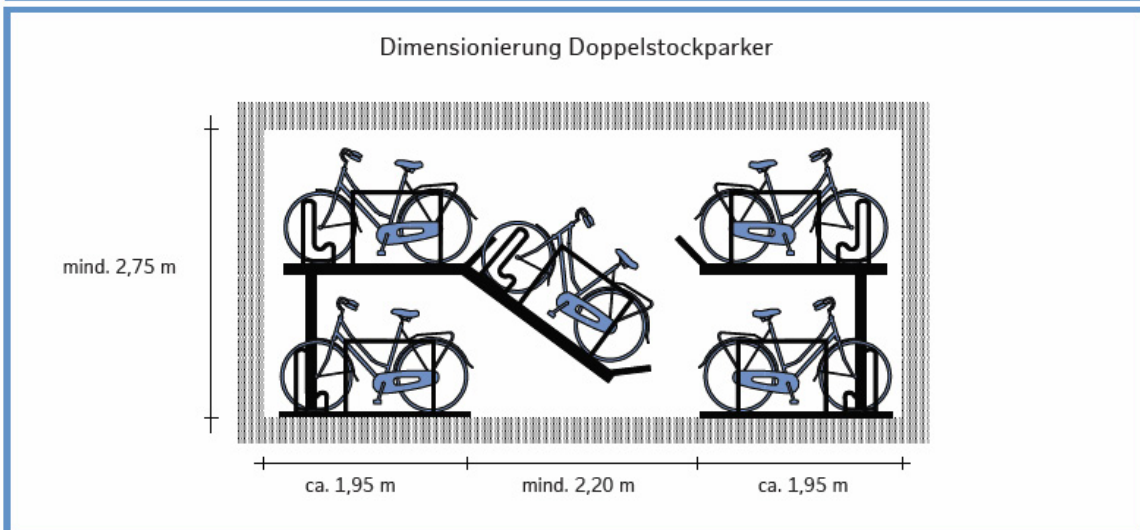 Dimensionierung Doppelstockparker
mind. 2,75 m
ca. 1,95 m
mind. 2,20 m
ca. 1,95 m